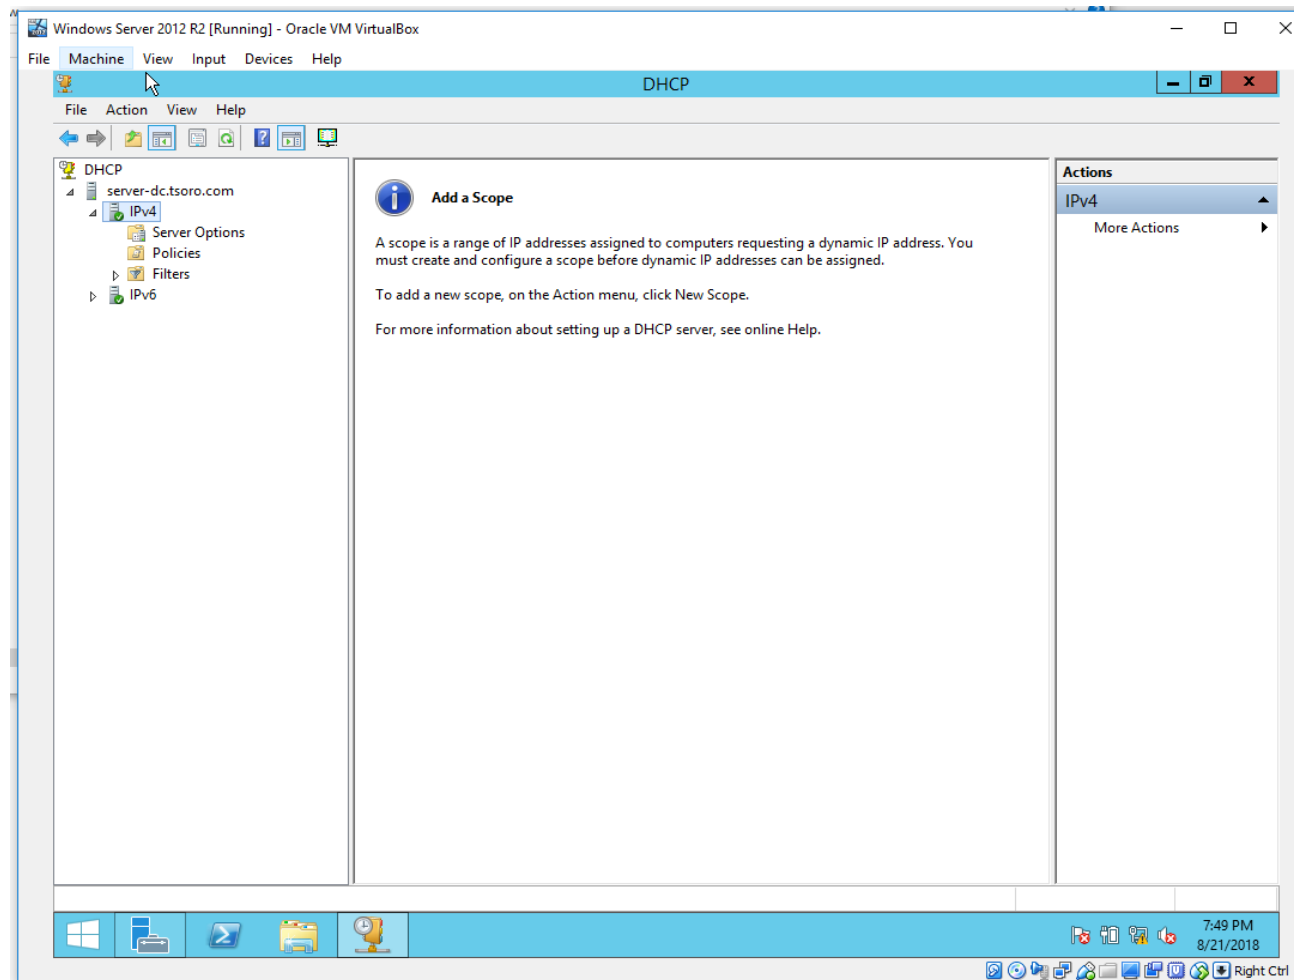 Windows Server 2012 R2 [Running] - Oracle VM VirtualBox
File Machine View Input Devices Help
DHCP
File Action View Help
DHCP
server-dc.tsoro.com
IPv4
Server Options
Policies
Filters
IPv6
Add a Scope
A scope is a range of IP addresses assigned to computers requesting a dynamic IP address. You
must create and configure a scope before dynamic IP addresses can be assigned.
To add a new scope, on the Action menu, click New Scope.
For more information about setting up a DHCP server, see online Help.
Actions
IPv4
More Actions
7:49 PM
8/21/2018
Right Ctrl